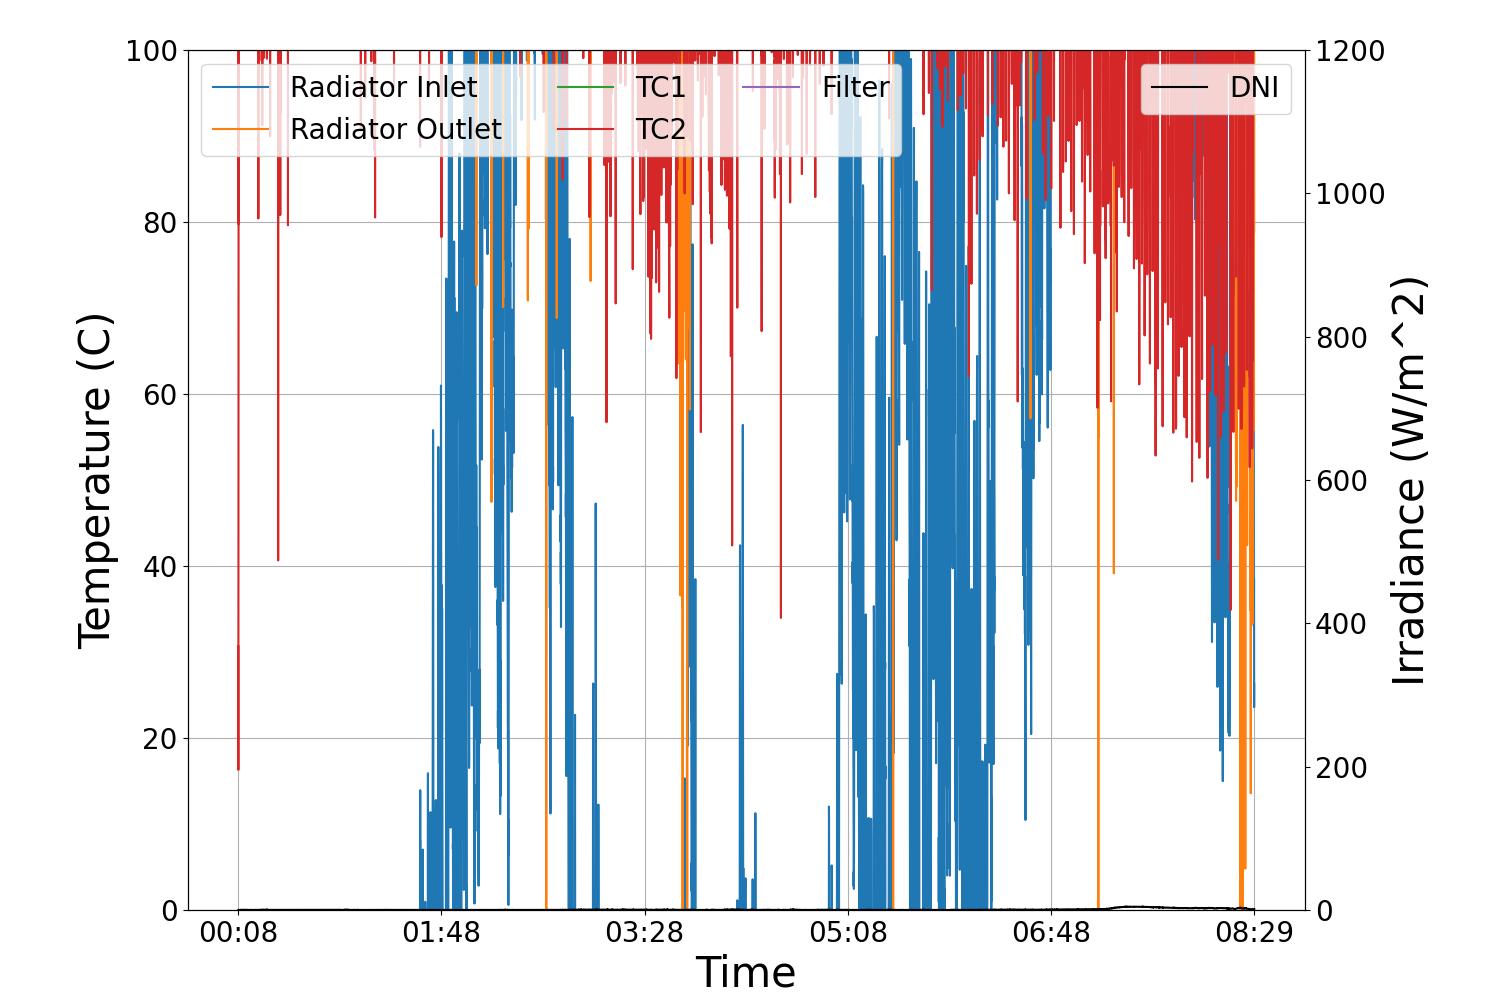 Temperature (C)
100
80
60
40
20
0
Radiator Inlet
Radiator Outlet
TC1
TC2
Filter
DNI
1200
1000
800
600
400
200
0
Irradiance (W/m^2)
00:08 01:48 03:28 05:08 06:48 08:29
Time